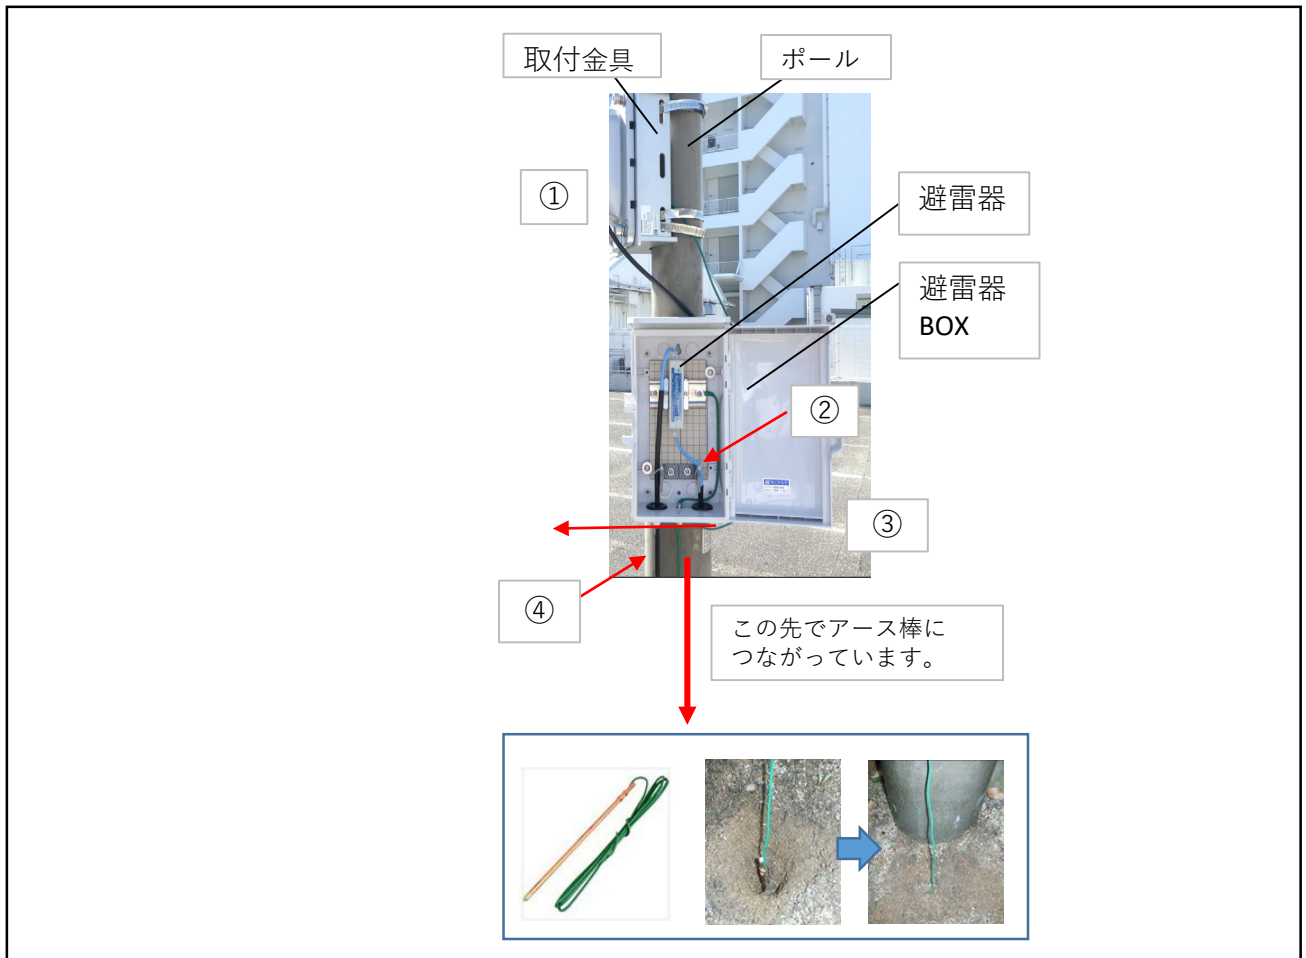 取付金具
ポール
①
避雷器
避雷器
BOX
②
③
④
この先でアース棒に
つながっています。